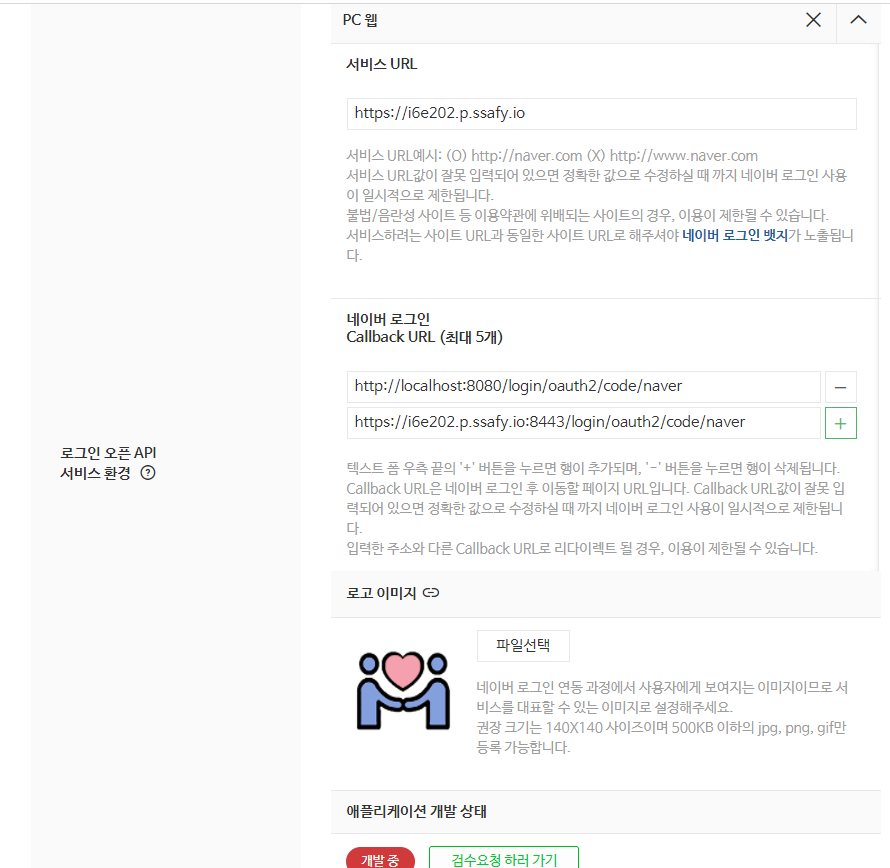 PC 웹
서비스 URL
https://i6e202.p.ssafy.io
서비스 URL예시: (O) http://naver.com (X) http://www.naver.com
서비스 URL값이 잘못 입력되어 있으면 정확한 값으로 수정하실 때 까지 네이버 로그인 사용
이 일시적으로 제한됩니다.
불법/음란성 사이트 등 이용약관에 위배되는 사이트의 경우, 이용이 제한될 수 있습니다.
서비스하려는 사이트 URL과 동일한 사이트 URL로 해주셔야 네이버 로그인 뱃지가 노출됩니
다.
네이버 로그인
Callback URL (최대 5개)
http://localhost:8080/login/oauth2/code/naver
https://i6e202.p.ssafy.io:8443/login/oauth2/code/naver
로그인 오픈 API
서비스 환경 ?
텍스트 폼 우측 끝의 '+' 버튼을 누르면 행이 추가되며, '-' 버튼을 누르면 행이 삭제됩니다.
Callback URL은 네이버 로그인 후 이동할 페이지 URL입니다. Callback URL값이 잘못 입
력되어 있으면 정확한 값으로 수정하실 때 까지 네이버 로그인 사용이 일시적으로 제한됩니
다.
입력한 주소와 다른 Callback URL로 리다이렉트 될 경우, 이용이 제한될 수 있습니다.
로고 이미지
파일선택
네이버 로그인 연동 과정에서 사용자에게 보여지는 이미지이므로 서
비스를 대표할 수 있는 이미지로 설정해주세요.
권장 크기는 140X140 사이즈이며 500KB 이하의 jpg, png, gif만
등록 가능합니다.
애플리케이션 개발 상태
개발 중
검수요청 하러 가기